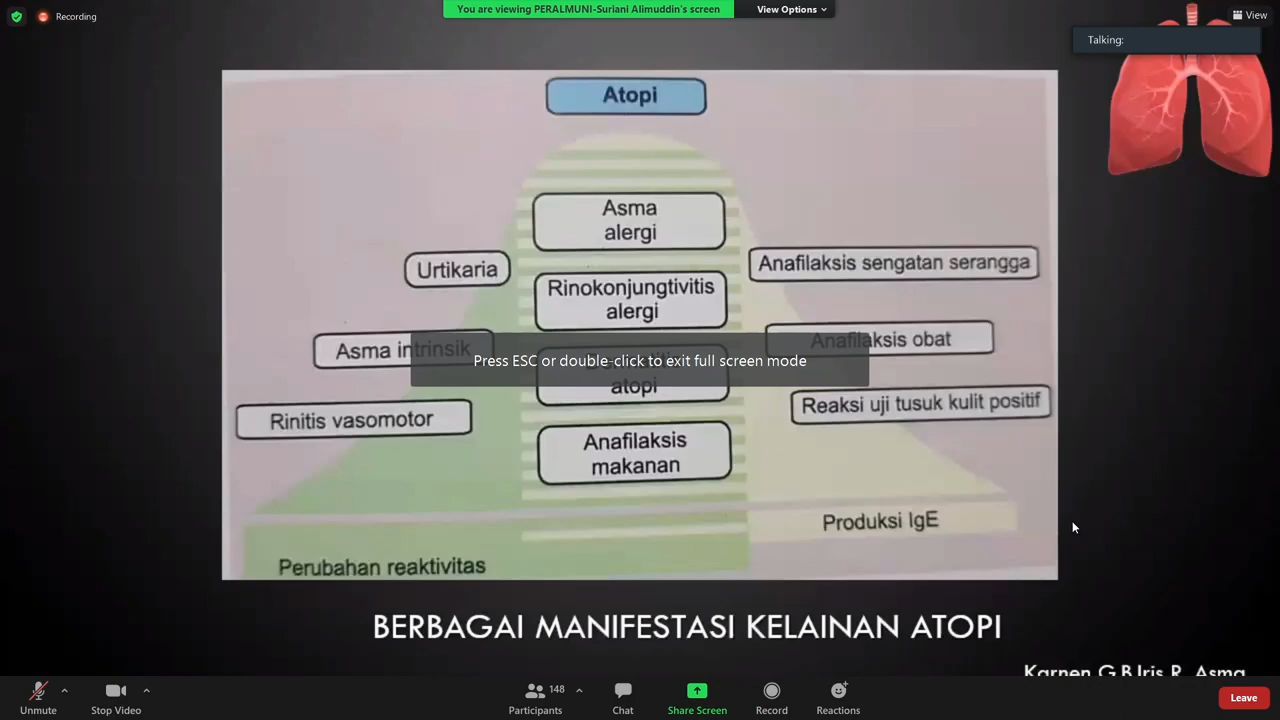 Recording
You are viewing PERALMUNI-Suriani Alimuddin's screen
View Options
View
Talking:
Atopi
Asma
alergi
Urtikaria
Anafilaksis sengatan serangga
Rinokonjungtivitis
alergi
Asma intrinsik
Anafilaksis obat
Press ESC or double-click to exit full screen mode
atopi
Rinitis vasomotor
Reaksi uji tusuk kulit positif
Anafilaksis
makanan
Produksi IgE
Perubahan reaktivitas
BERBAGAI MANIFESTASI KELAINAN ATOPI
Karnen G.B,Iris R. Asma
Unmute
Stop Video
148
Participants
Chat
Share Screen
Record
Reactions
Leave